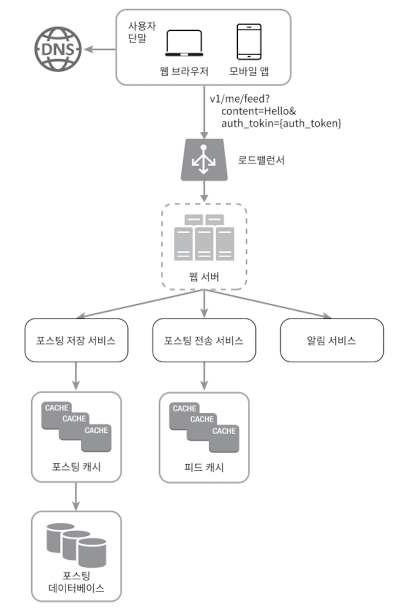 사용자
단말
DNS
웹 브라우저
모바일 앱
v1/me/feed?
content=Hello&
auth_tokin={auth_token}
로드밸런서
웹 서버
포스팅 저장 서비스
포스팅 전송 서비스
알림 서비스
CACHE
CACHE
CACHE
포스팅 캐시
CACHE
CACHE
CACHE
피드 캐시
포스팅
데이터베이스